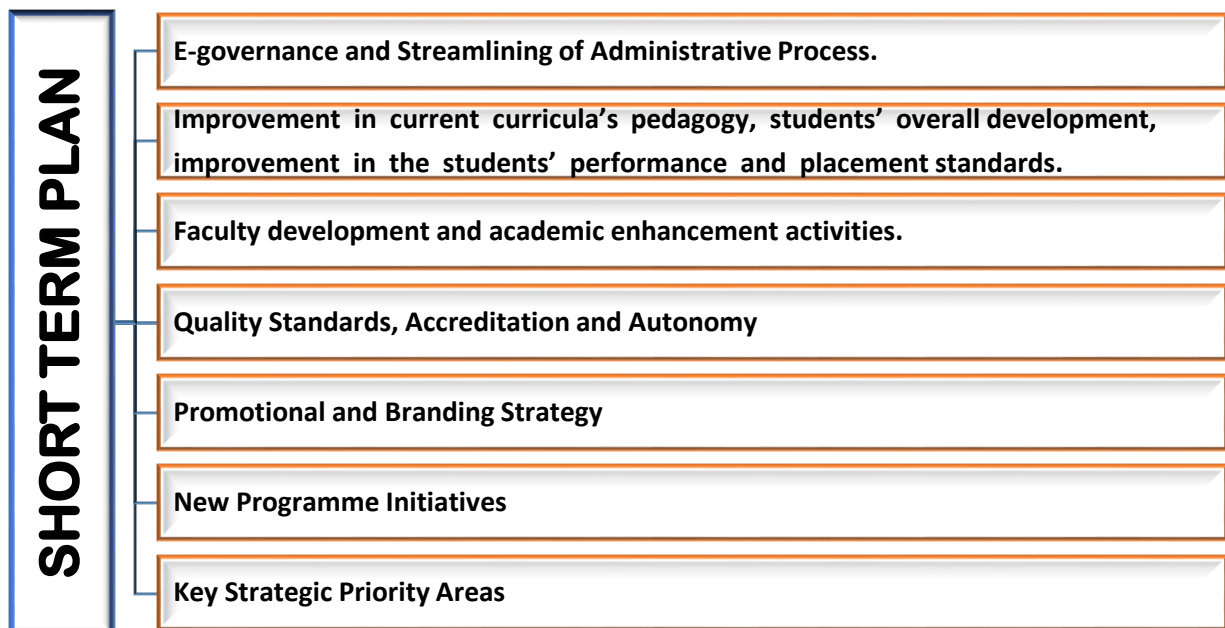 SHORT TERM PLAN
E-governance and Streamlining of Administrative Process.
Improvement in current curricula’s pedagogy, students’ overall development,
improvement in the students’ performance and placement standards.
Faculty development and academic enhancement activities.
Quality Standards, Accreditation and Autonomy
Promotional and Branding Strategy
New Programme Initiatives
Key Strategic Priority Areas